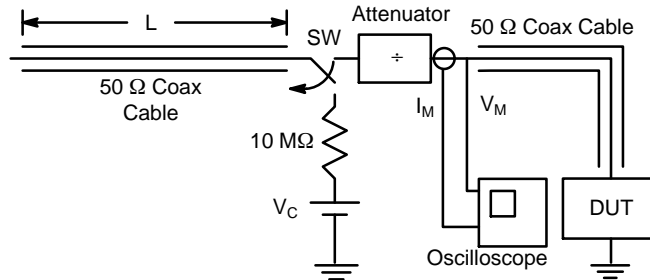 L
SW
Attenuator
÷
50 Ω Coax Cable
50 Ω Coax
Cable
I_M
V_M
10 MΩ
V_C
DUT
Oscilloscope